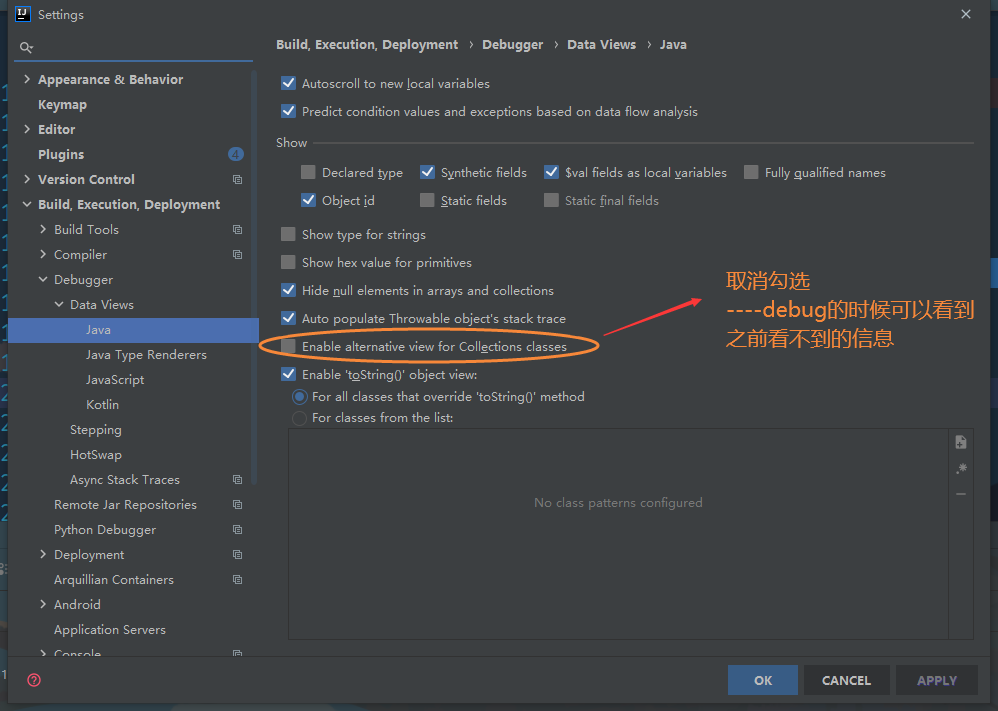 Settings
Build, Execution, Deployment › Debugger › Data Views › Java
Appearance & Behavior
Keymap
Editor
Plugins 4
Version Control
Build, Execution, Deployment
Build Tools
Compiler
Debugger
Data Views
Java
Java Type Renderers
JavaScript
Kotlin
Stepping
HotSwap
Async Stack Traces
Remote Jar Repositories
Python Debugger
Deployment
Arquillian Containers
Android
Application Servers
Console
Autoscroll to new local variables
Predict condition values and exceptions based on data flow analysis
Show
Declared type Synthetic fields $val fields as local variables Fully qualified names
Object id Static fields Static final fields
Show type for strings
Show hex value for primitives
Hide null elements in arrays and collections
Auto populate Throwable object's stack trace
Enable alternative view for Collections classes
Enable 'toString()' object view:
For all classes that override 'toString()' method
For classes from the list:
No class patterns configured
取消勾选
----debug的时候可以看到
之前看不到的信息
OK CANCEL APPLY